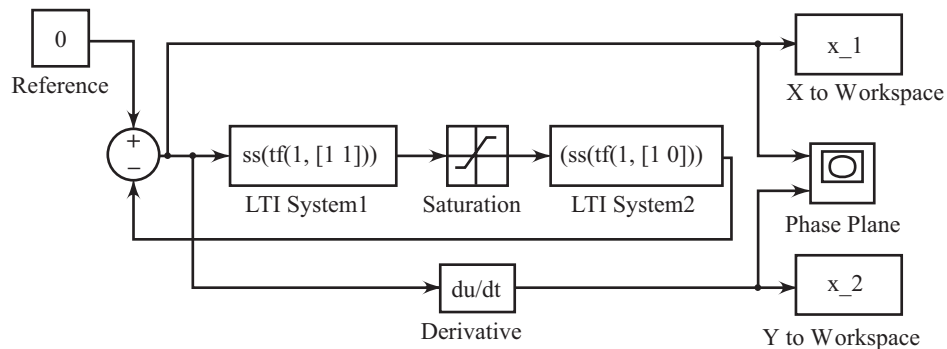 0
Reference
x_1
X to Workspace
+
−
ss(tf(1, [1 1]))
LTI System1
Saturation
(ss(tf(1, [1 0]))
LTI System2
Phase Plane
du/dt
Derivative
x_2
Y to Workspace